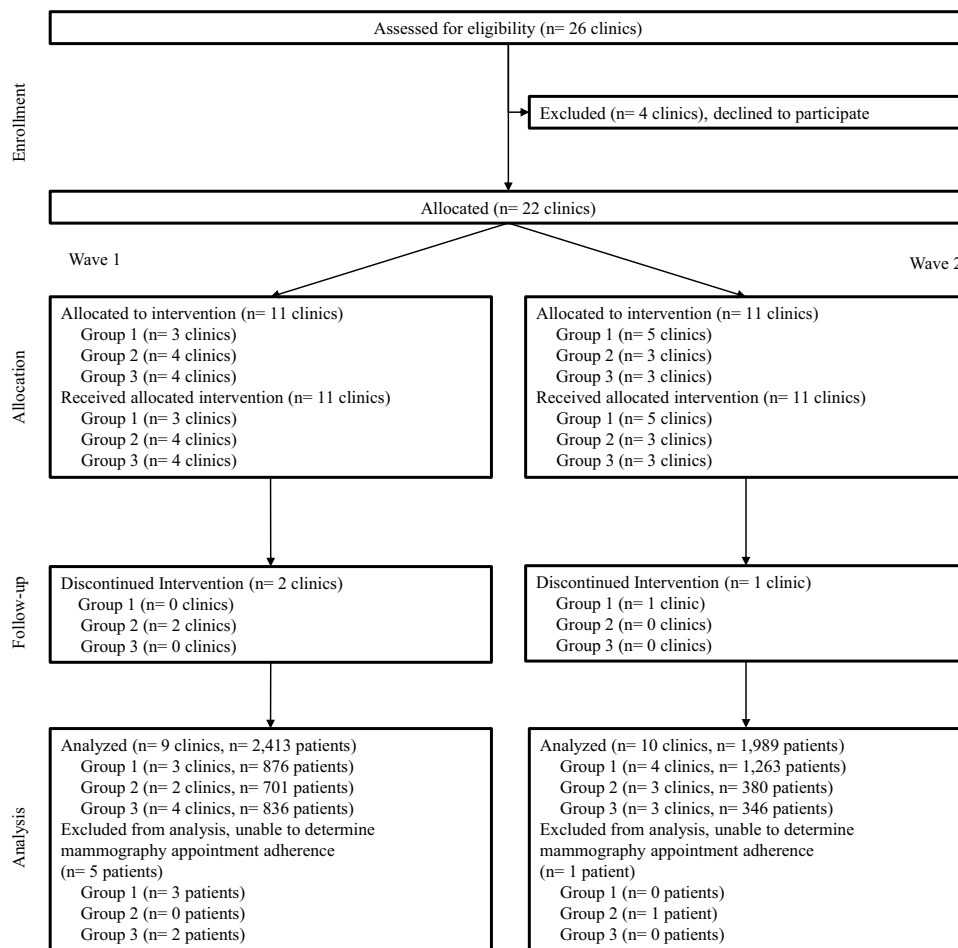 Assessed for eligibility (n= 26 clinics)
Enrollment
Excluded (n= 4 clinics), declined to participate
Allocated (n= 22 clinics)
Wave 1
Wave 2
Allocation
Allocated to intervention (n= 11 clinics)
Group 1 (n= 3 clinics)
Group 2 (n= 4 clinics)
Group 3 (n= 4 clinics)
Received allocated intervention (n= 11 clinics)
Group 1 (n= 3 clinics)
Group 2 (n= 4 clinics)
Group 3 (n= 4 clinics)
Allocated to intervention (n= 11 clinics)
Group 1 (n= 5 clinics)
Group 2 (n= 3 clinics)
Group 3 (n= 3 clinics)
Received allocated intervention (n= 11 clinics)
Group 1 (n= 5 clinics)
Group 2 (n= 3 clinics)
Group 3 (n= 3 clinics)
Follow-up
Discontinued Intervention (n= 2 clinics)
Group 1 (n= 0 clinics)
Group 2 (n= 2 clinics)
Group 3 (n= 0 clinics)
Discontinued Intervention (n= 1 clinic)
Group 1 (n= 1 clinic)
Group 2 (n= 0 clinics)
Group 3 (n= 0 clinics)
Analysis
Analyzed (n= 9 clinics, n= 2,413 patients)
Group 1 (n= 3 clinics, n= 876 patients)
Group 2 (n= 2 clinics, n= 701 patients)
Group 3 (n= 4 clinics, n= 836 patients)
Excluded from analysis, unable to determine
mammography appointment adherence
(n= 5 patients)
Group 1 (n= 3 patients)
Group 2 (n= 0 patients)
Group 3 (n= 2 patients)
Analyzed (n= 10 clinics, n= 1,989 patients)
Group 1 (n= 4 clinics, n= 1,263 patients)
Group 2 (n= 3 clinics, n= 380 patients)
Group 3 (n= 3 clinics, n= 346 patients)
Excluded from analysis, unable to determine
mammography appointment adherence
(n= 1 patient)
Group 1 (n= 0 patients)
Group 2 (n= 1 patient)
Group 3 (n= 0 patients)